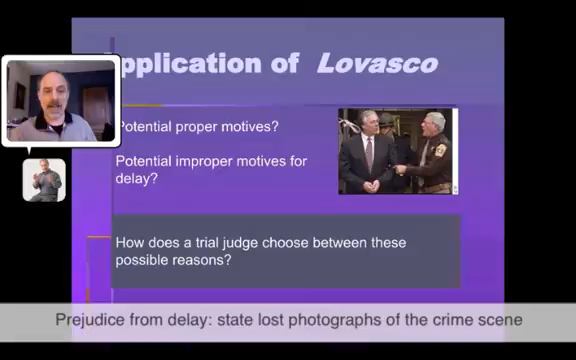 Application of Lovasco
Potential proper motives?
Potential improper motives for
delay?
How does a trial judge choose between these
possible reasons?
Prejudice from delay: state lost photographs of the crime scene